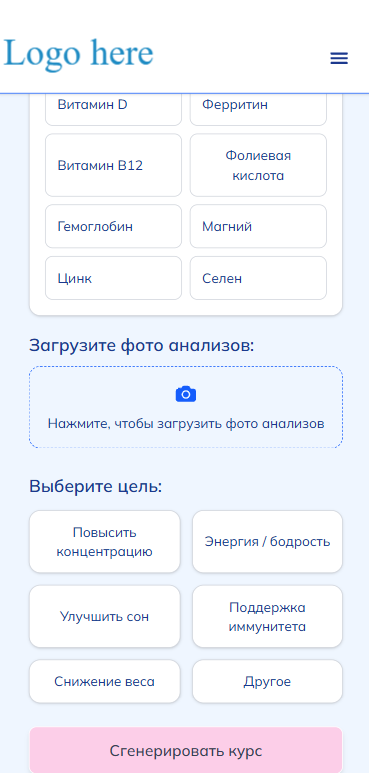 Logo here
Витамин D
Ферритин
Витамин B12
Фолиевая
кислота
Гемоглобин
Магний
Цинк
Селен
Загрузите фото анализов:
Нажмите, чтобы загрузить фото анализов
Выберите цель:
Повысить
концентрацию
Энергия / бодрость
Улучшить сон
Поддержка
иммунитета
Снижение веса
Другое
Сгенерировать курс